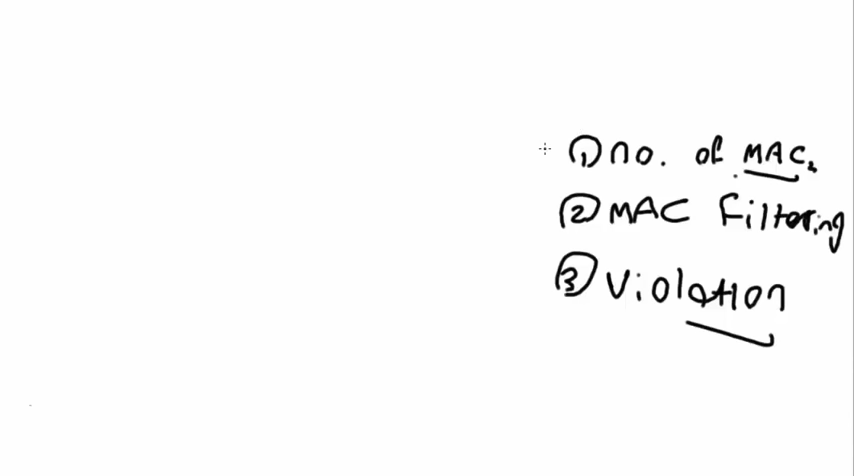 ① no. of MACs
② MAC Filtering
③ Violation